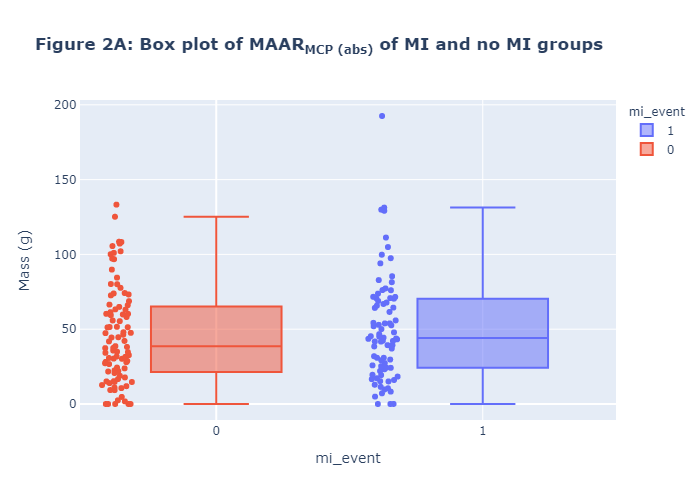 Figure 2A: Box plot of MAAR_MCP (abs) of MI and no MI groups
mi_event
1
0
200
150
100
50
0
Mass (g)
0
1
mi_event